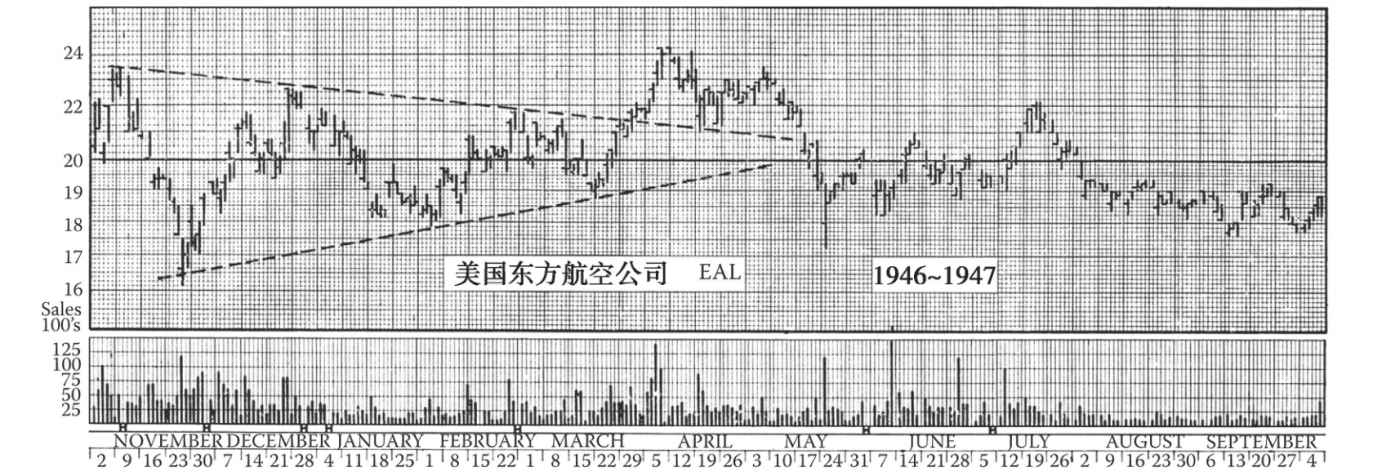 24
22
20
19
18
17
16
美国东方航空公司 EAL 1946~1947
Sales
100's
125
100
75
50
25
NOVEMBER DECEMBER JANUARY FEBRUARY MARCH APRIL MAY JUNE JULY AUGUST SEPTEMBER
2 9 16 23 30 7 14 21 28 4 11 18 25 1 8 15 22 1 8 15 22 29 5 12 19 26 3 10 17 24 31 7 14 21 28 5 12 19 26 2 9 16 23 30 6 13 20 27 4